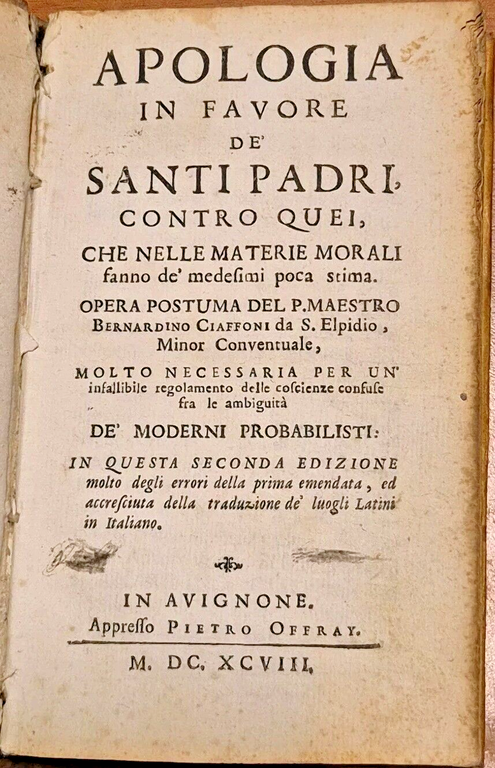 APOLOGIA
IN FAVORE
DE'
SANTI PADRI,
CONTRO QUEI,
CHE NELLE MATERIE MORALI
fanno de' medeſimi poca stima.
OPERA POSTUMA DEL P. MAESTRO
BERNARDINO CIAFFONI da S. Elpidio,
Minor Conventuale,
MOLTO NECESSARIA PER UN'
infallibile regolamento delle coſcienze confuſe
fra le ambiguità
DE' MODERNI PROBABILISTI:
IN QUESTA SECONDA EDIZIONE
molto degli errori della prima emendata, ed
accreſciuta della traduzione de' luogli Latini
in Italiano.
IN AVIGNONE.
Appreſſo PIETRO OFFRAY.
M. DC. XCVIII.